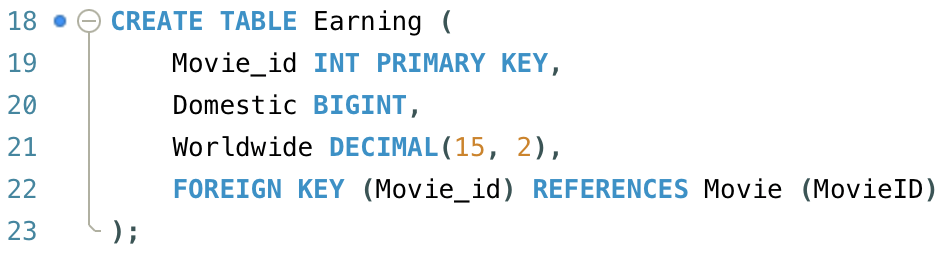 18 CREATE TABLE Earning (
19 Movie_id INT PRIMARY KEY,
20 Domestic BIGINT,
21 Worldwide DECIMAL(15, 2),
22 FOREIGN KEY (Movie_id) REFERENCES Movie (MovieID)
23 );